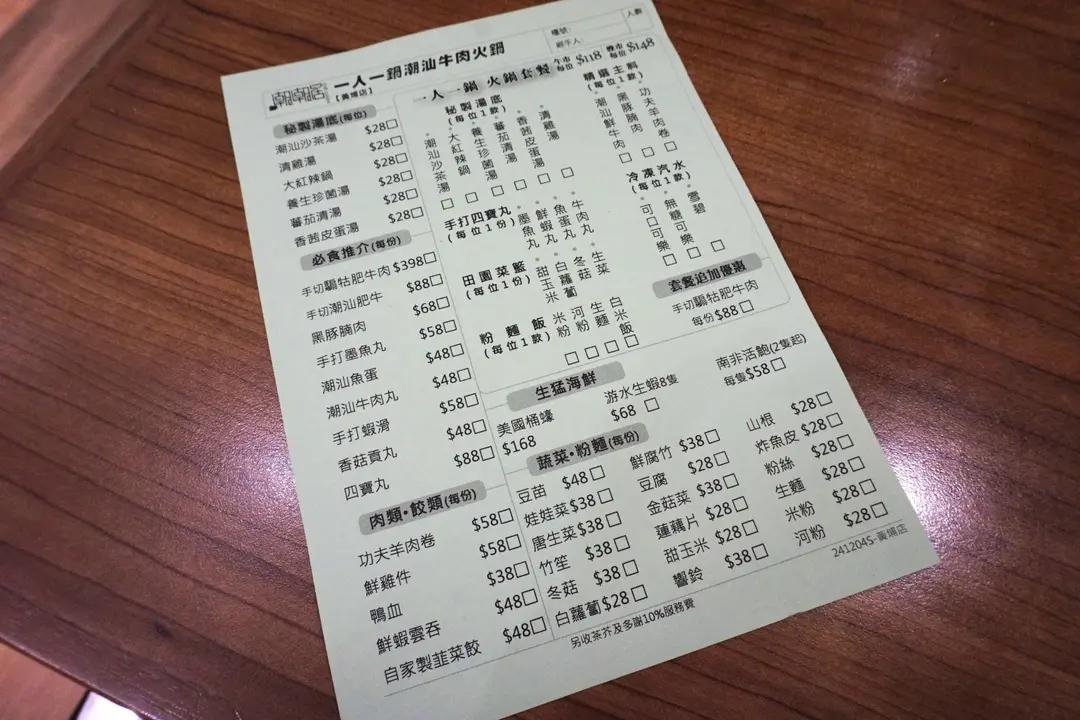 一人一鍋潮汕牛肉火鍋
【黃埔店】
檯號:
人數
經手人:
秘製湯底(每位)
潮汕沙茶湯 $28□
清雞湯 $28□
大紅辣鍋 $28□
養生珍菌湯 $28□
蕃茄清湯 $28□
香茜皮蛋湯 $28□
必食推介(每份)
手切騸牯肥牛肉 $398□
手切潮汕肥牛 $88□
黑豚腩肉 $68□
手打墨魚丸 $58□
潮汕魚蛋 $48□
潮汕牛肉丸 $48□
手打蝦滑 $58□
香菇貢丸 $48□
四寶丸 $88□
肉類•餃類(每份)
功夫羊肉卷 $58□
鮮雞件 $58□
鴨血 $38□
鮮蝦雲吞 $48□
自家製韮菜餃 $48□
一人一鍋 火鍋套餐 午市每位 $118 晚市每位 $148
秘製湯底
(每位1款)
潮汕沙茶湯□
大紅辣鍋□
養生珍菌湯□
蕃茄清湯□
香茜皮蛋湯□
清雞湯□
精選主料
(每位1款)
潮汕鮮牛肉□
黑豚腩肉□
功夫羊肉卷□
手打四寶丸
(每位1份)
墨魚丸
鮮蝦丸
魚蛋丸
牛肉丸
冷凍汽水
(每位1款)
可口可樂□
無糖可樂□
雪碧□
田園菜籃
(每位1份)
甜玉米
白蘿蔔
冬菇
生菜
粉麵飯
(每位1款)
米粉□
河粉□
生麵□
白米飯□
套餐追加優惠
手切騸牯肥牛肉
每份$88□
生猛海鮮
美國桶蠔
$168
游水生蝦8隻
$68 □
南非活鮑(2隻起)
每隻$58□
蔬菜•粉麵(每份)
豆苗 $48□ 鮮腐竹 $38□ 山根 $28□
娃娃菜 $38□ 豆腐 $28□ 炸魚皮 $28□
唐生菜 $38□ 金菇菜 $38□ 粉絲 $28□
竹笙 $38□ 蓮藕片 $28□ 生麵 $28□
冬菇 $38□ 甜玉米 $28□ 米粉 $28□
白蘿蔔 $28□ 響鈴 $38□ 河粉 $28□
241204S-黃埔店
另收茶芥及多謝10%服務費